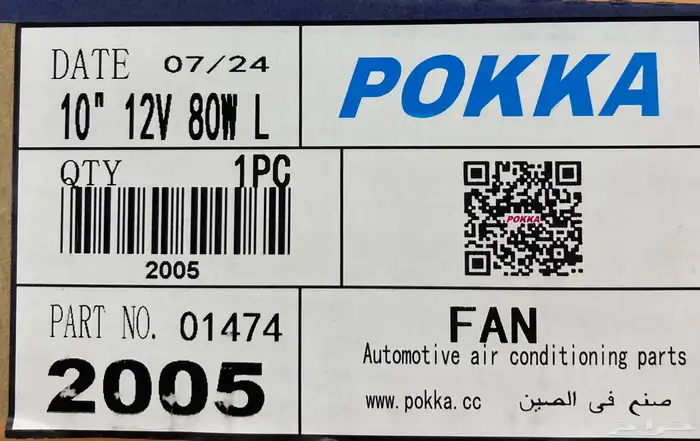 DATE 07/24
10" 12V 80W L
POKKA
QTY 1PC
2005
POKKA
PART NO. 01474
2005
FAN
Automotive air conditioning parts
www.pokka.cc صنع فى الصين
حراج